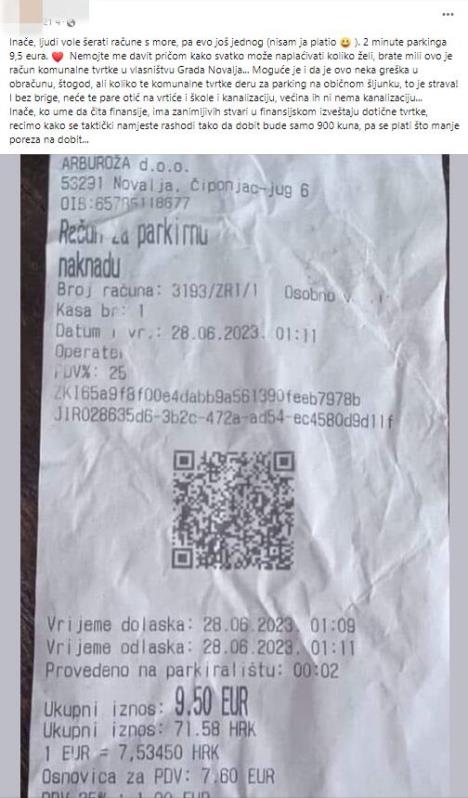 Inače, ljudi vole šerati račune s more, pa evo još jednog (nisam ja platio 😃 ). 2 minute parkinga
9,5 eura. ❤️ Nemojte me davit pričom kako svatko može naplaćivati koliko želi, brate mili ovo je
račun komunalne tvrtke u vlasništvu Grada Novalja... Moguće je i da je ovo neka greška u
obračunu, štogod, ali koliko te komunalne tvrtke deru za parking na običnom šljunku, to je strava!
I bez brige, neće te pare otić na vrtiće i škole i kanalizaciju, većina ih ni nema kanalizaciju...
Inače, ko ume da čita finansije, ima zanimljivih stvari u finansijskom izveštaju dotične tvrtke,
recimo kako se taktički namjeste rashodi tako da dobit bude samo 900 kuna, pa se plati što manje
poreza na dobit...
ARBUROŽA d.o.o.
53291 Novalja, Čiponjac-jug 6
Račun za parkirnu
naknadu
Broj računa: 3193/ZR1/1 Osobno
Kasa br: 1
Datum i vr.: 28.06.2023. 01:11
PDV%: 25
ZKI65a9f8f00e4dabb9a561390feeb7978b
JIR028635d6-3b2c-472a-ad54-ec4580d9d11f
Vrijeme dolaska: 28.06.2023. 01:09
Vrijeme odlaska: 28.06.2023. 01:11
Provedeno na parkiralištu: 00:02
Ukupni iznos: 9.50 EUR
Ukupni iznos: 71.58 HRK
1 EUR = 7,53450 HRK
Osnovica za PDV: 7.60 EUR